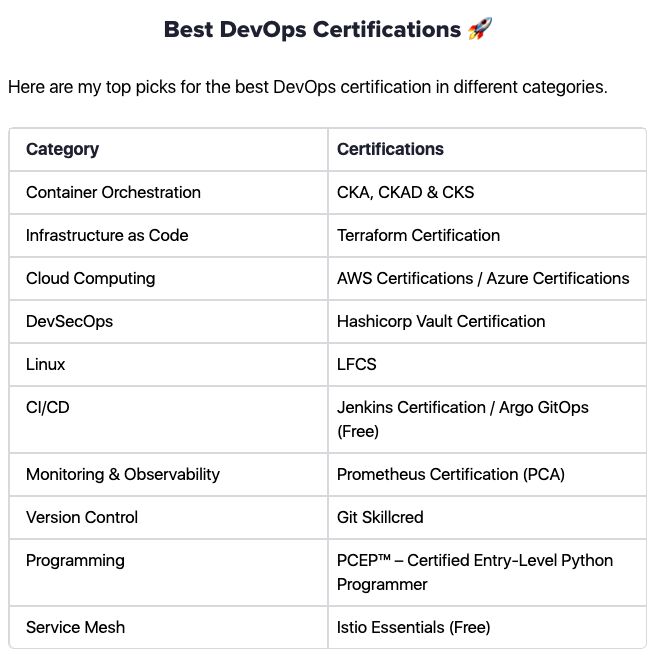 Best DevOps Certifications 🚀
Here are my top picks for the best DevOps certification in different categories.
Category Certifications
Container Orchestration CKA, CKAD & CKS
Infrastructure as Code Terraform Certification
Cloud Computing AWS Certifications / Azure Certifications
DevSecOps Hashicorp Vault Certification
Linux LFCS
CI/CD Jenkins Certification / Argo GitOps
(Free)
Monitoring & Observability Prometheus Certification (PCA)
Version Control Git Skillcred
Programming PCEP™ – Certified Entry-Level Python
Programmer
Service Mesh Istio Essentials (Free)